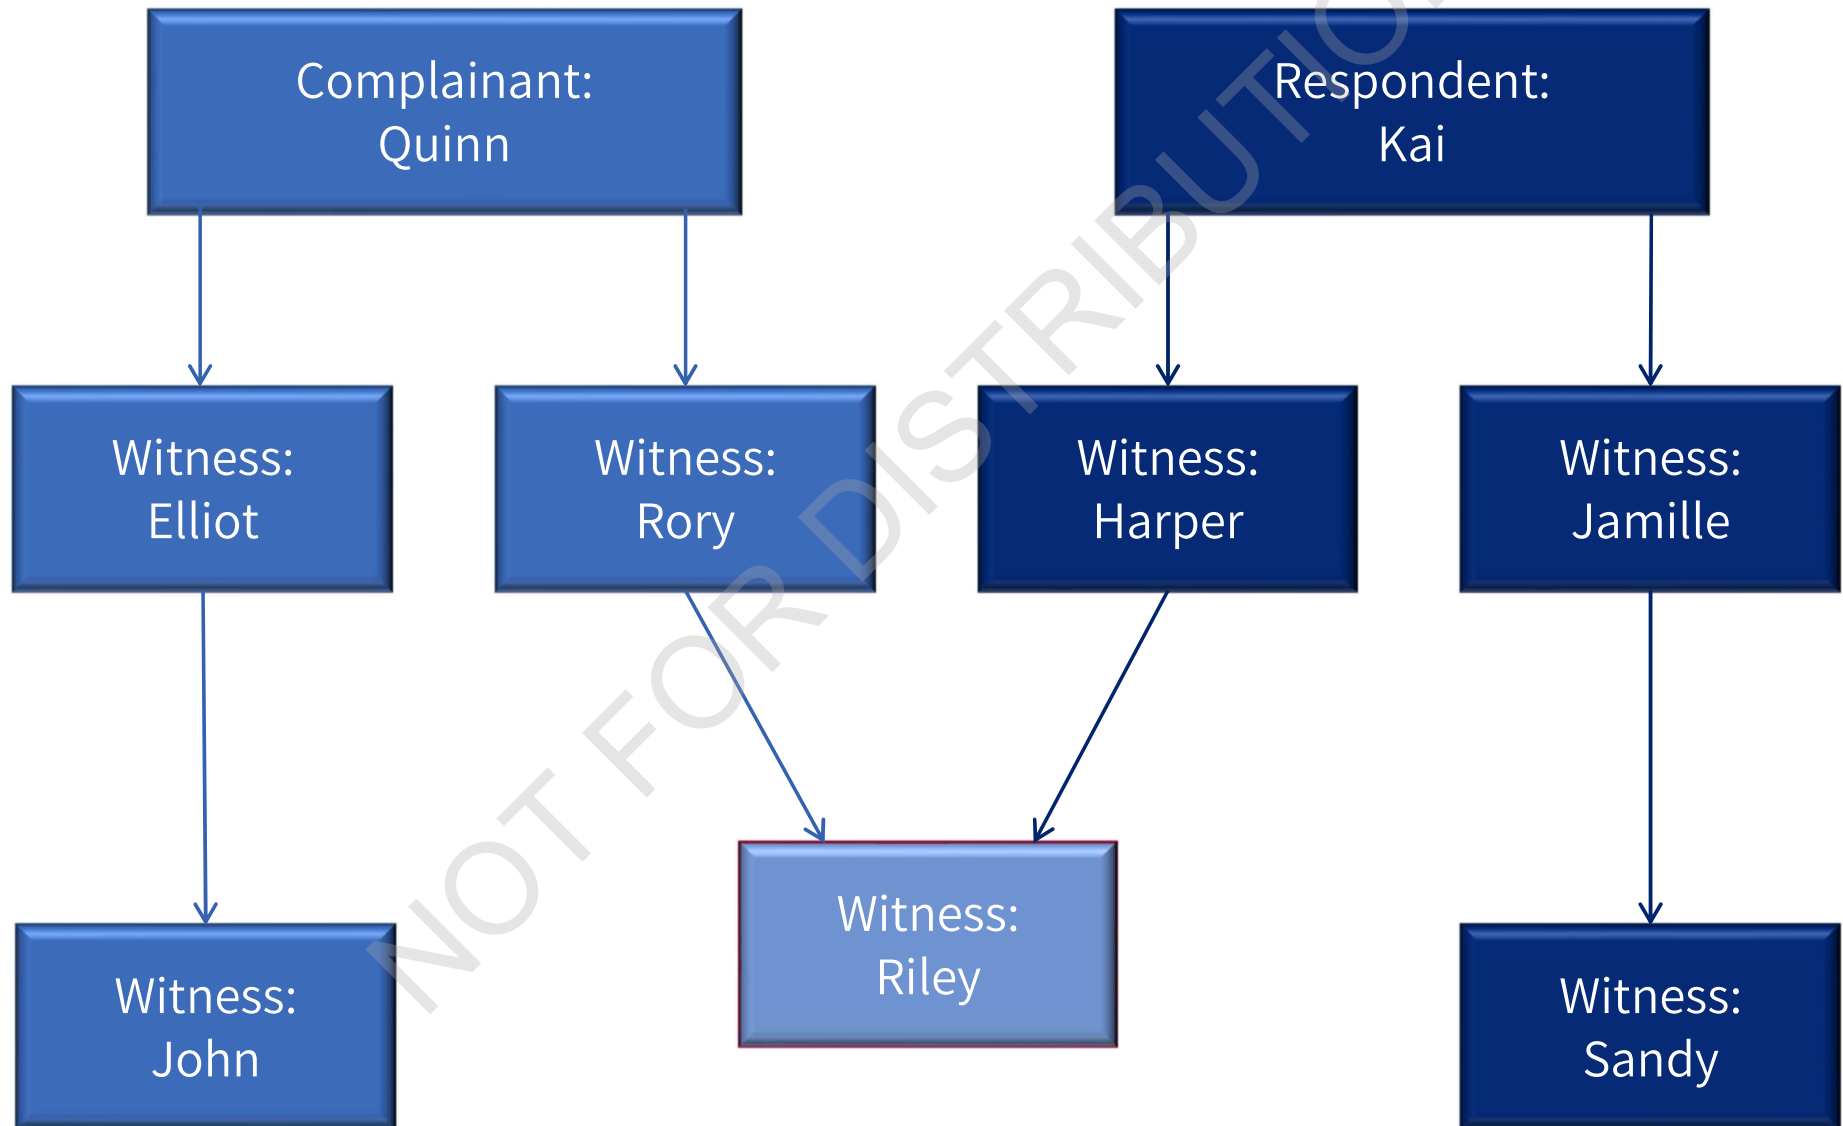 Complainant:
Quinn
Respondent:
Kai
Witness:
Elliot
Witness:
Rory
Witness:
Harper
Witness:
Jamille
Witness:
Riley
Witness:
John
Witness:
Sandy
NOT FOR DISTRIBUTIO